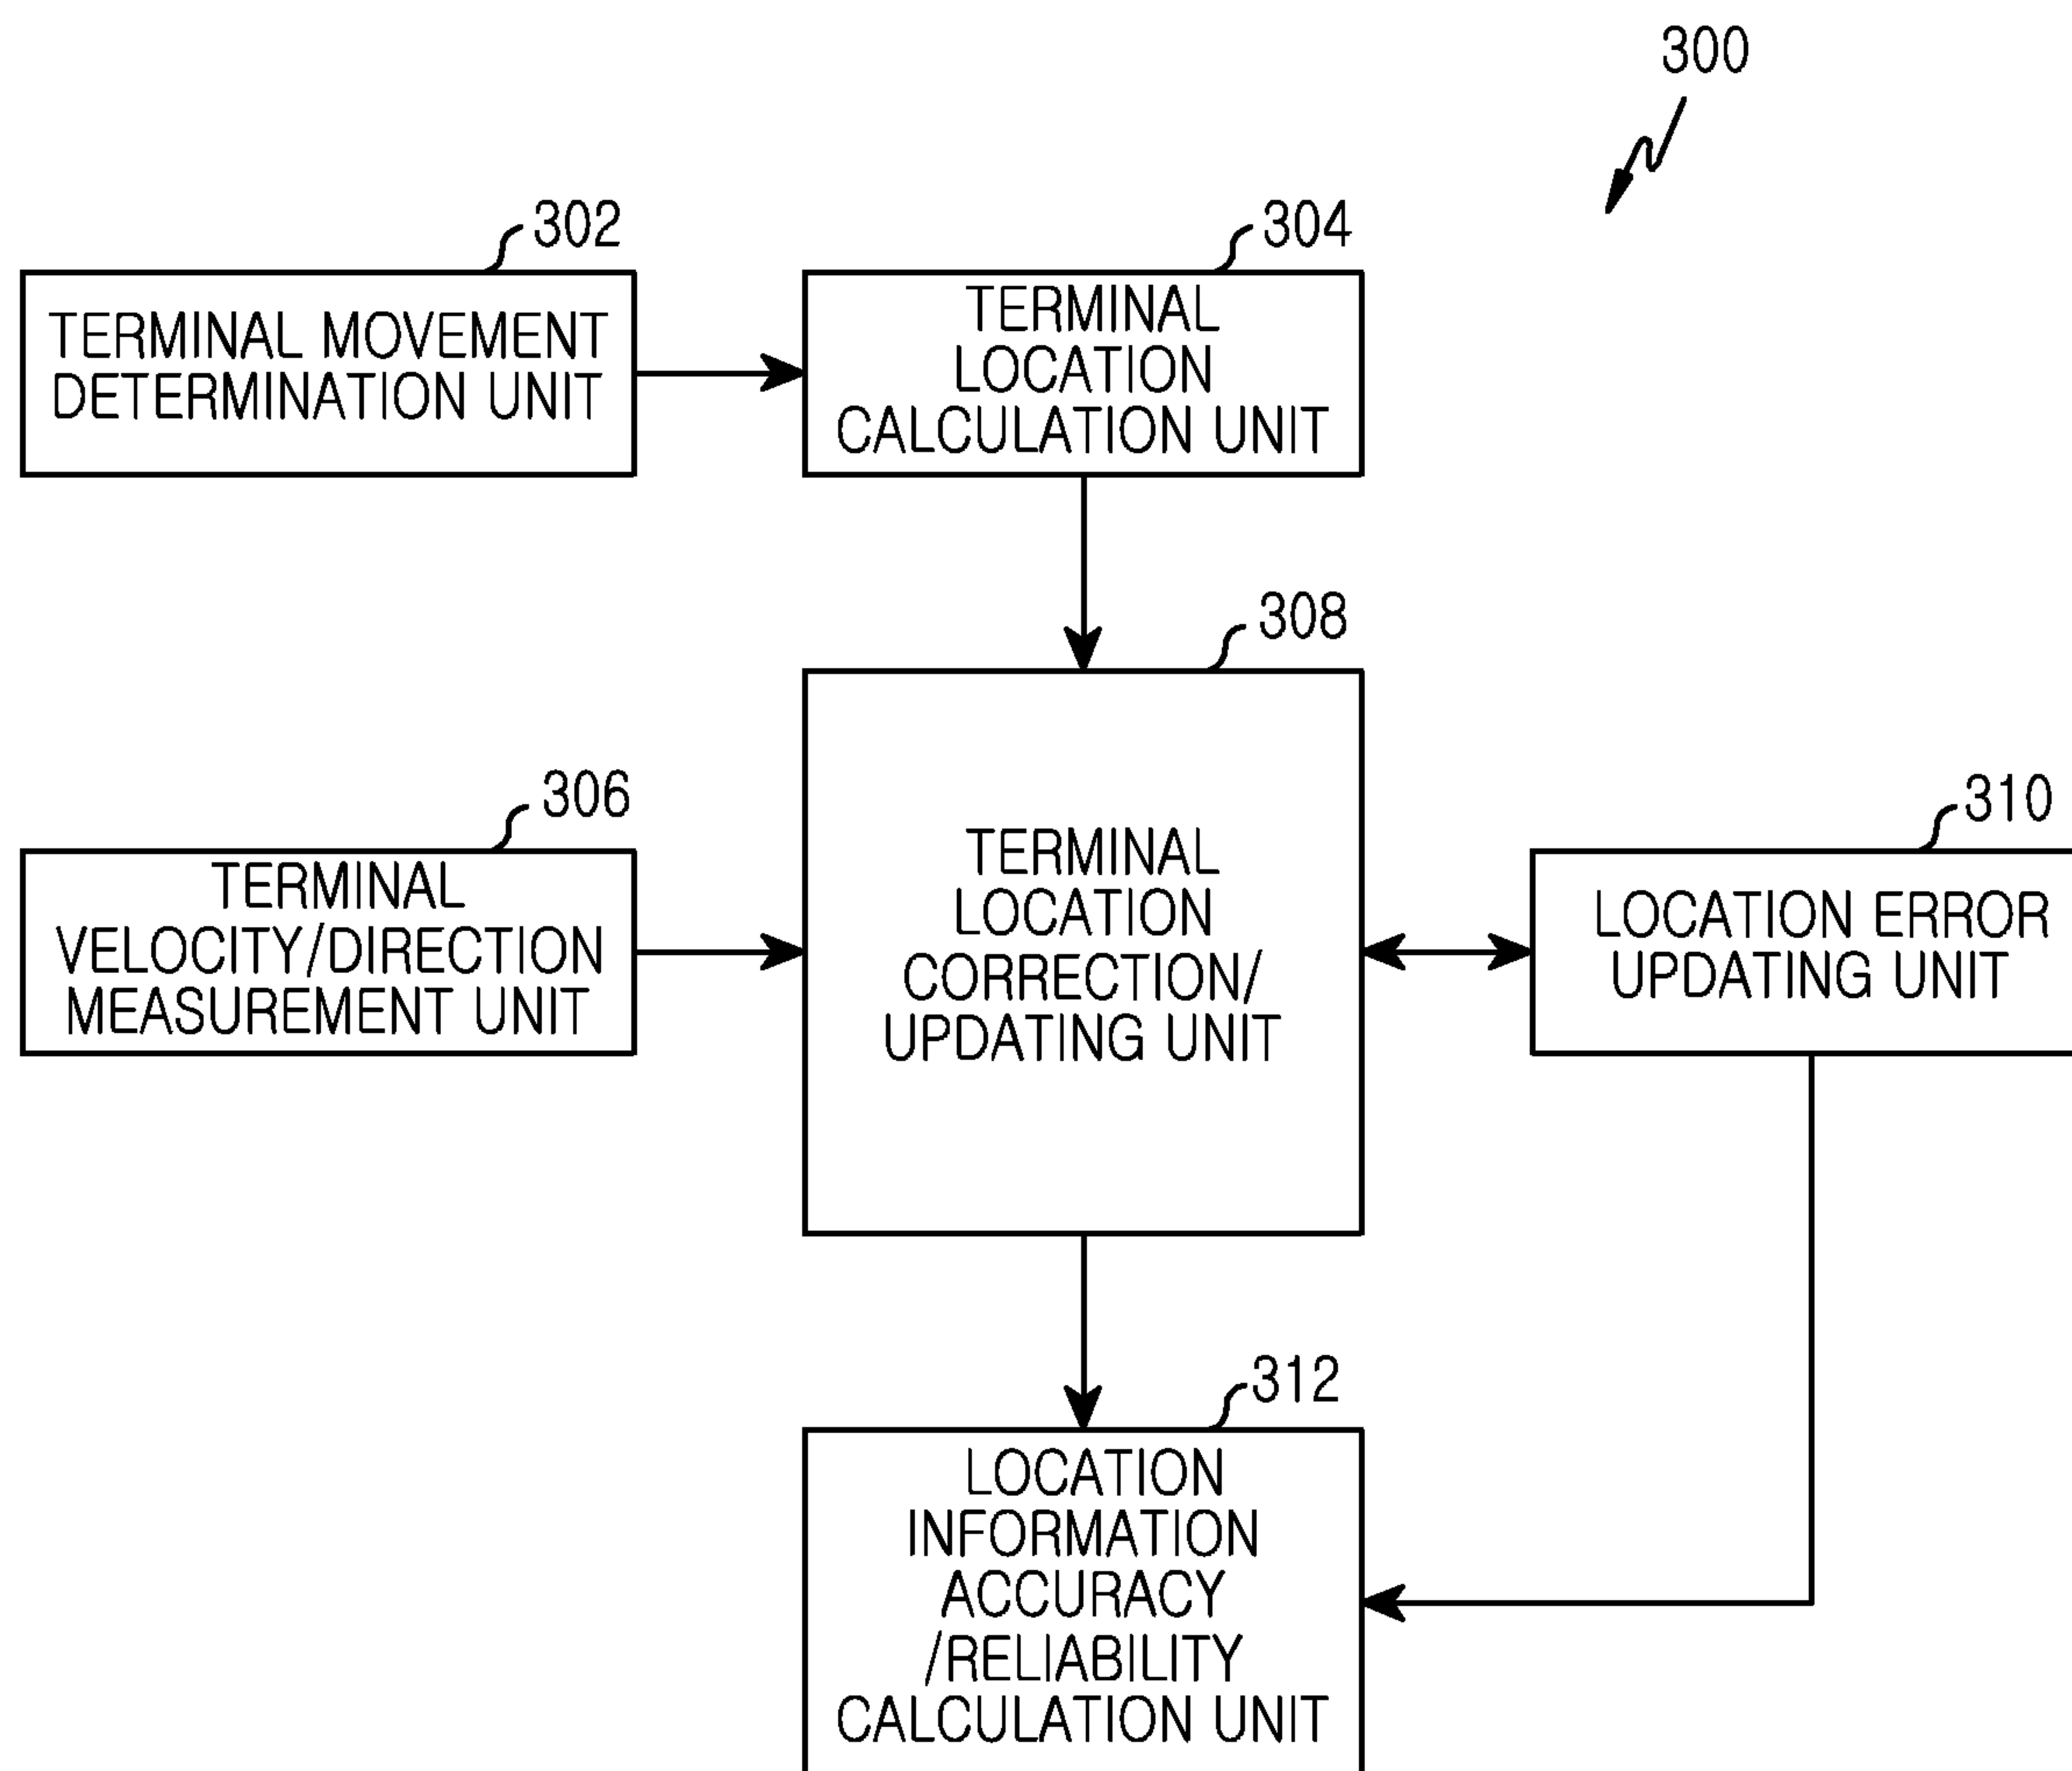 300
302
304
TERMINAL MOVEMENT
DETERMINATION UNIT
TERMINAL
LOCATION
CALCULATION UNIT
308
306
310
TERMINAL
VELOCITY/DIRECTION
MEASUREMENT UNIT
TERMINAL
LOCATION
CORRECTION/
UPDATING UNIT
LOCATION ERROR
UPDATING UNIT
312
LOCATION
INFORMATION
ACCURACY
/RELIABILITY
CALCULATION UNIT